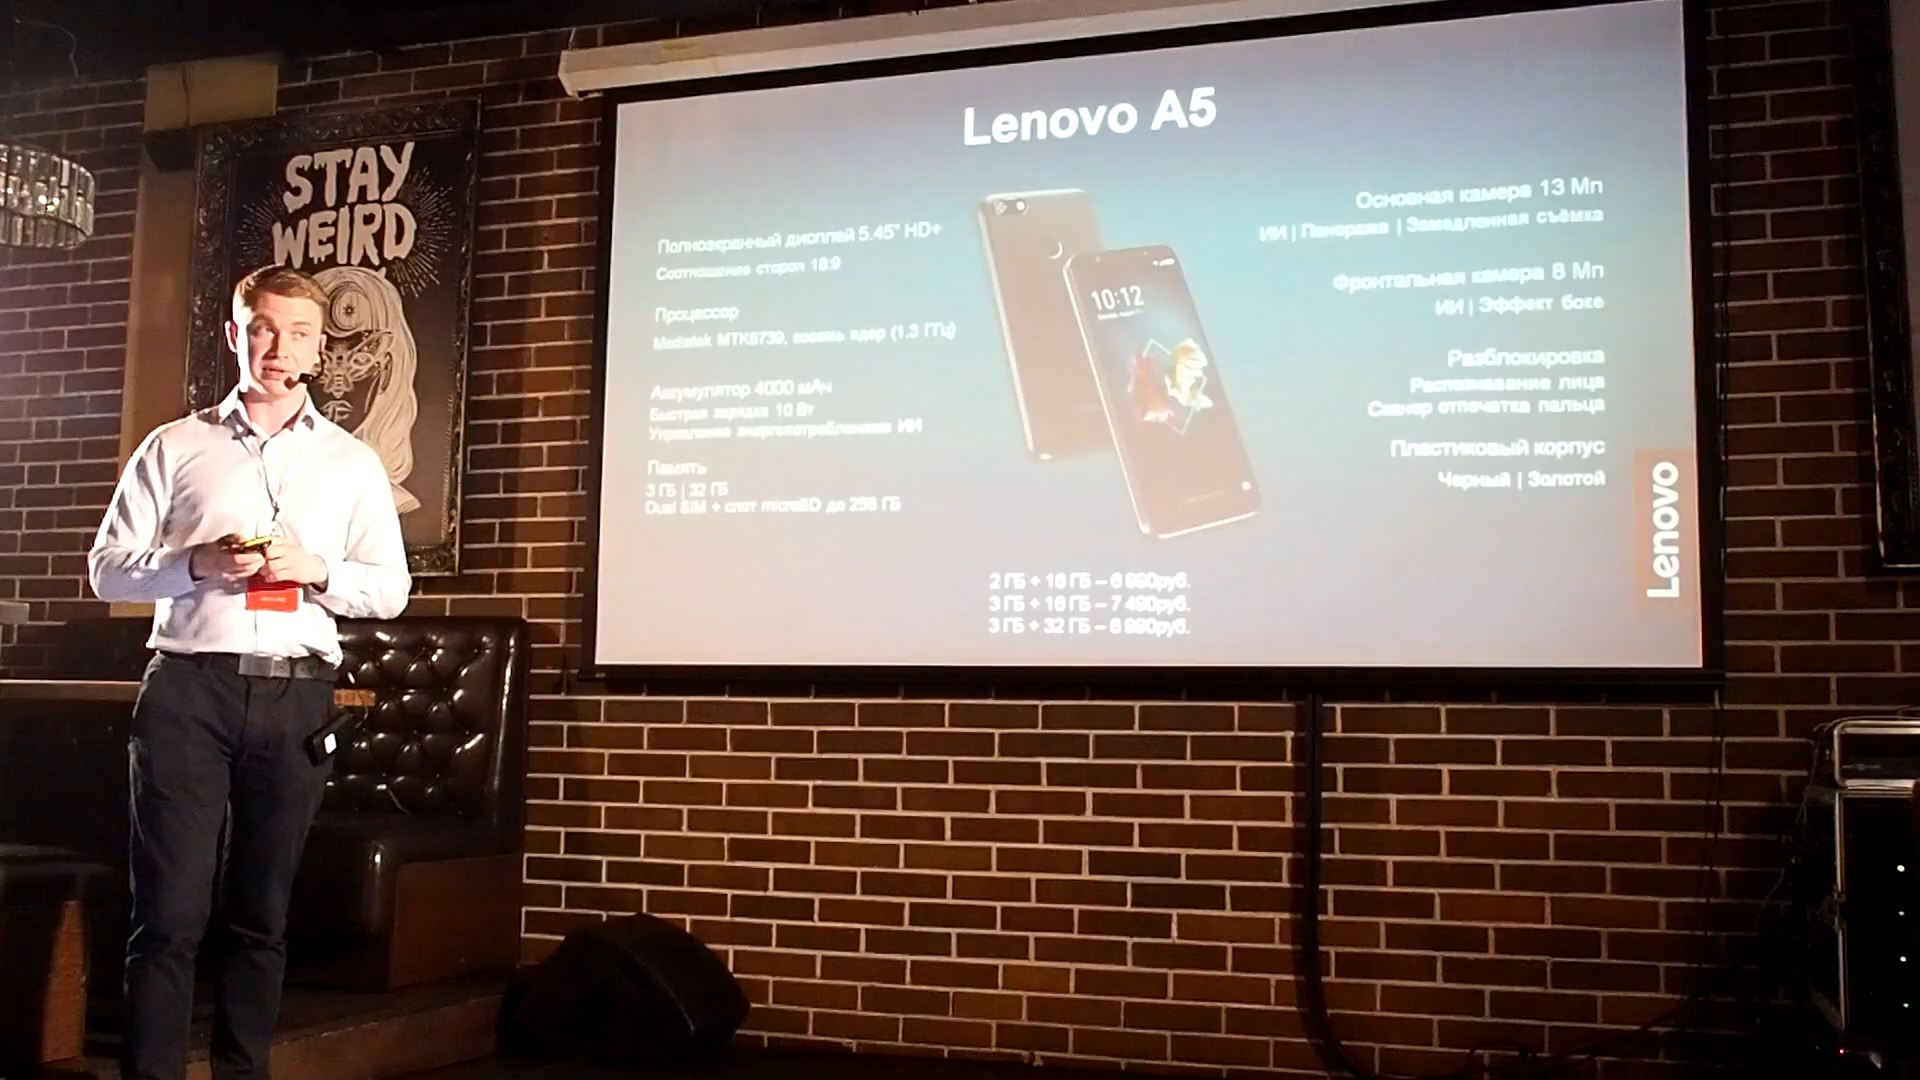 STAY
WEIRD
Lenovo A5
Полноэкранный дисплей 5.45" HD+
Соотношение сторон 18:9
Процессор
Mediatek MTK6739, восемь ядер (1.3 ГГц)
Аккумулятор 4000 мАч
Быстрая зарядка 10 Вт
Управление энергопотреблением ИИ
Память
3 ГБ | 32 ГБ
Dual SIM + слот microSD до 256 ГБ
10:12
Основная камера 13 Мп
ИИ | Панорама | Замедленная съёмка
Фронтальная камера 8 Мп
ИИ | Эффект боке
Разблокировка
Распознавание лица
Сканер отпечатка пальца
Пластиковый корпус
Черный | Золотой
2 ГБ + 16 ГБ – 6 990руб.
3 ГБ + 16 ГБ – 7 490руб.
3 ГБ + 32 ГБ – 8 990руб.
Lenovo